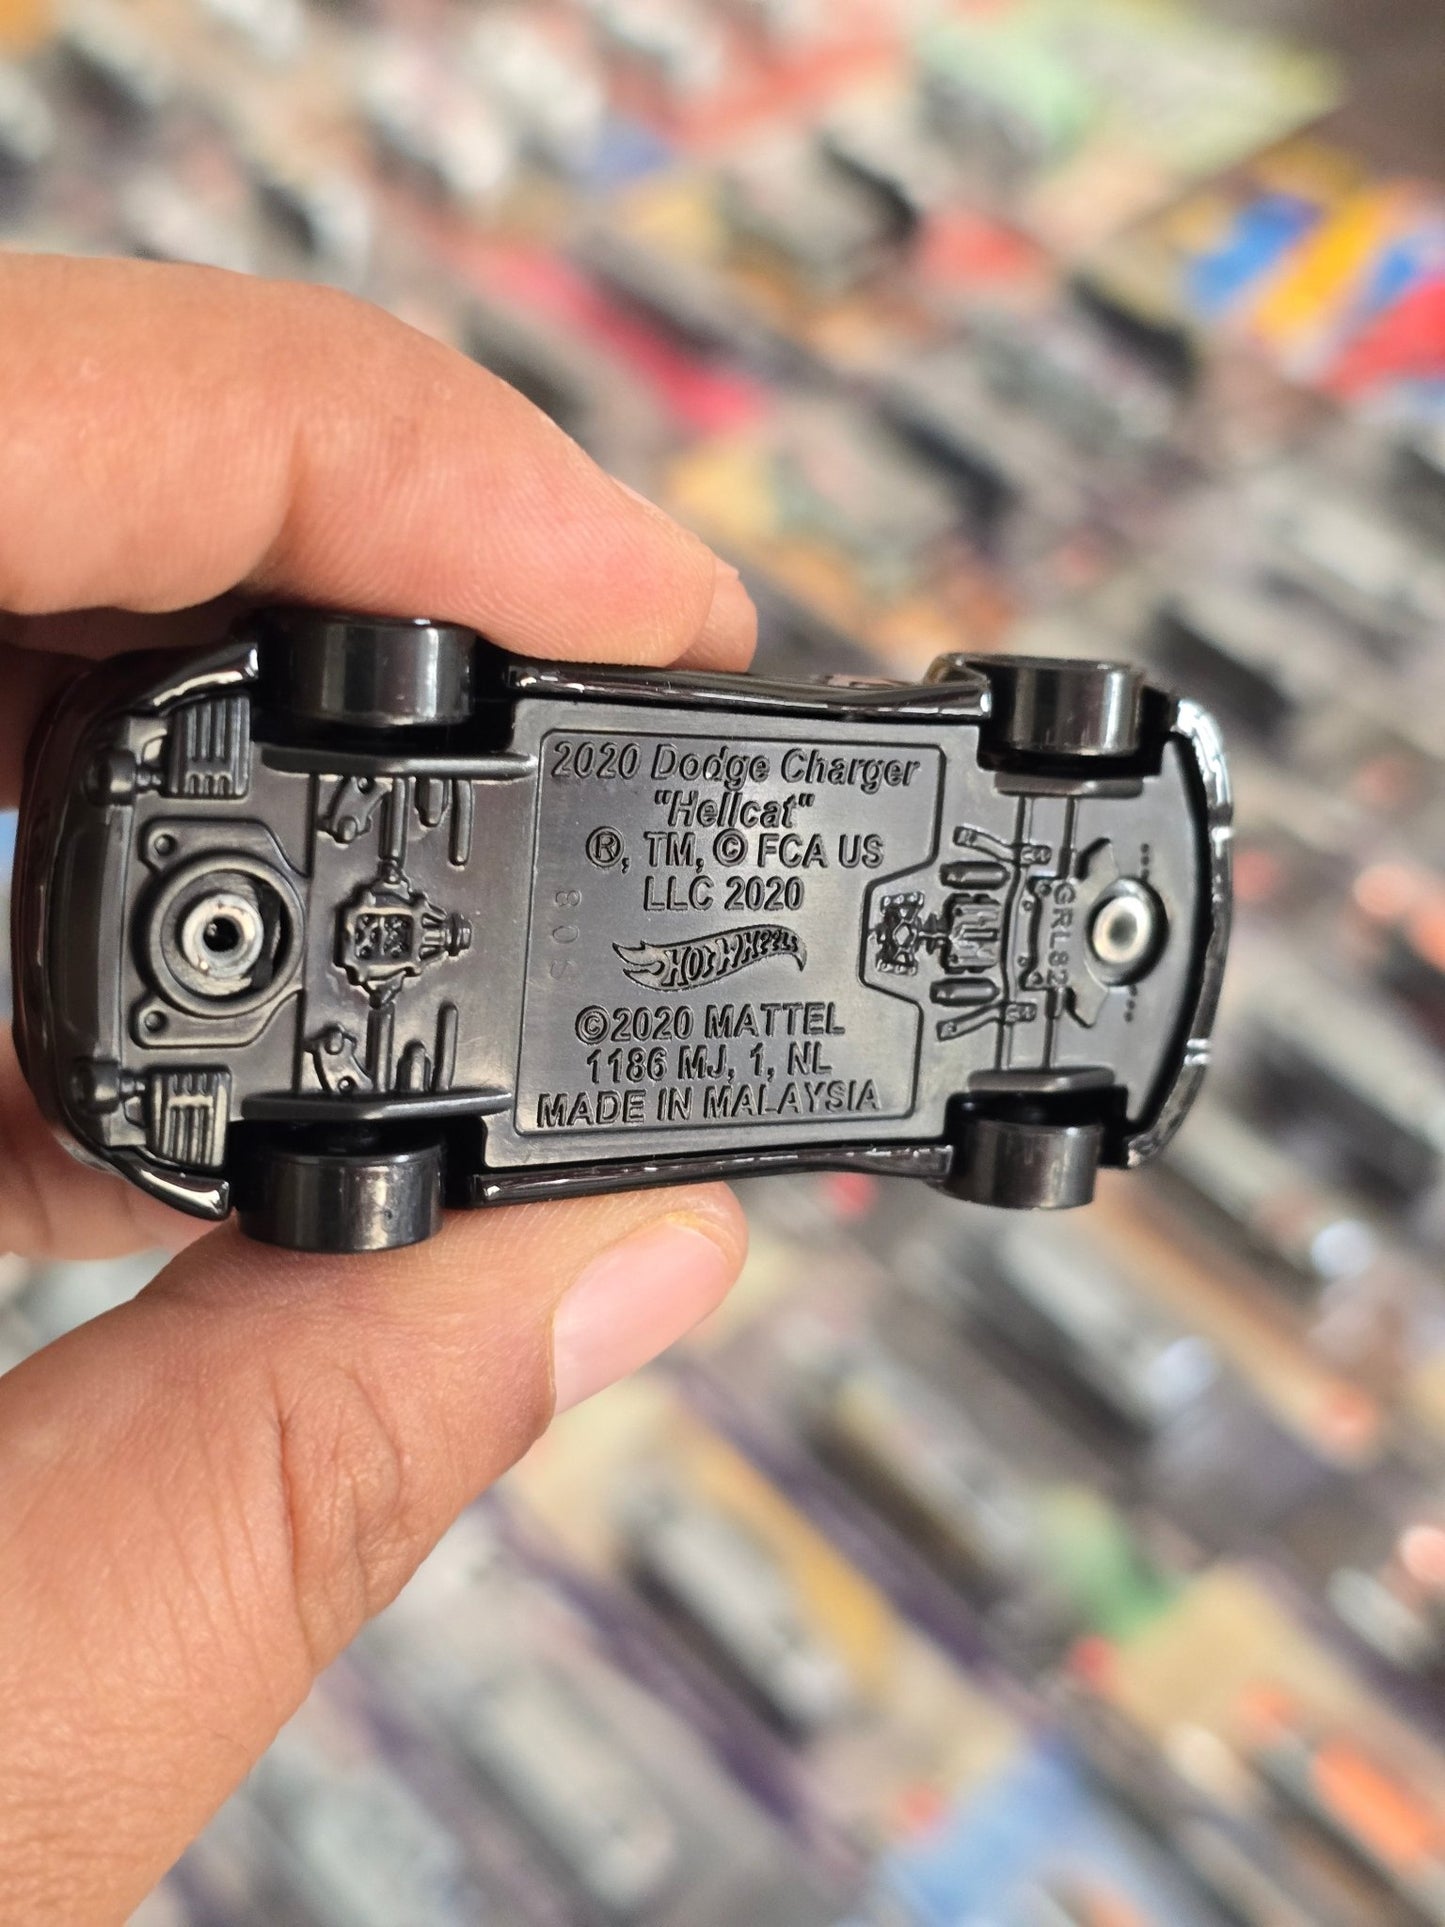 2020 Dodge Charger
"Hellcat"
®, TM, © FCA US
LLC 2020
HOT WHEELS
©2020 MATTEL
1186 MJ, 1, NL
MADE IN MALAYSIA
S08
GRL82